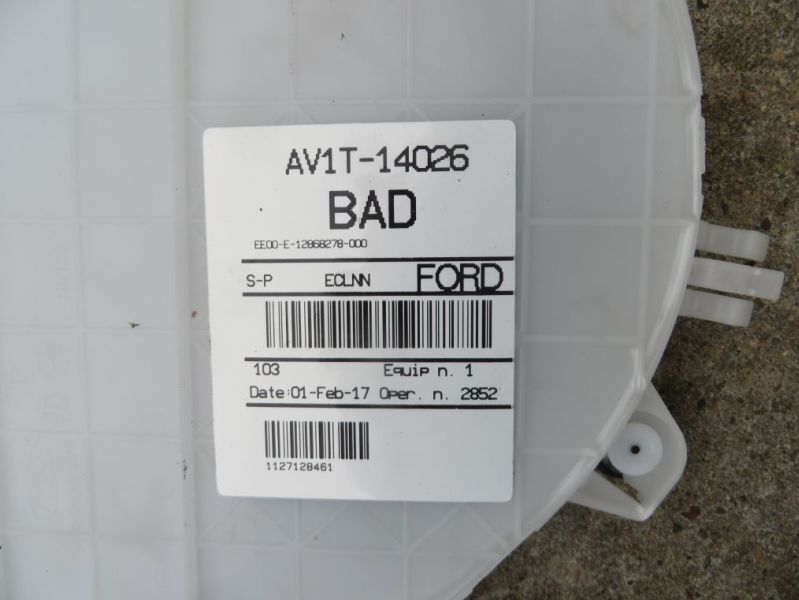 AV1T-14026
BAD
EE00-E-12868278-000
S-P ECLNN FORD
103 Equip n. 1
Date:01-Feb-17 Oper. n. 2852
1127128461